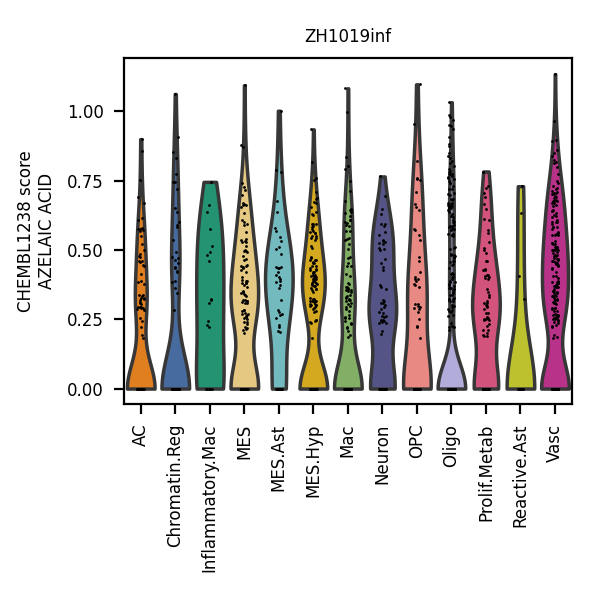 ZH1019inf
CHEMBL1238 score
AZELAIC ACID
1.00
0.75
0.50
0.25
0.00
AC
Chromatin.Reg
Inflammatory.Mac
MES
MES.Ast
MES.Hyp
Mac
Neuron
OPC
Oligo
Prolif.Metab
Reactive.Ast
Vasc